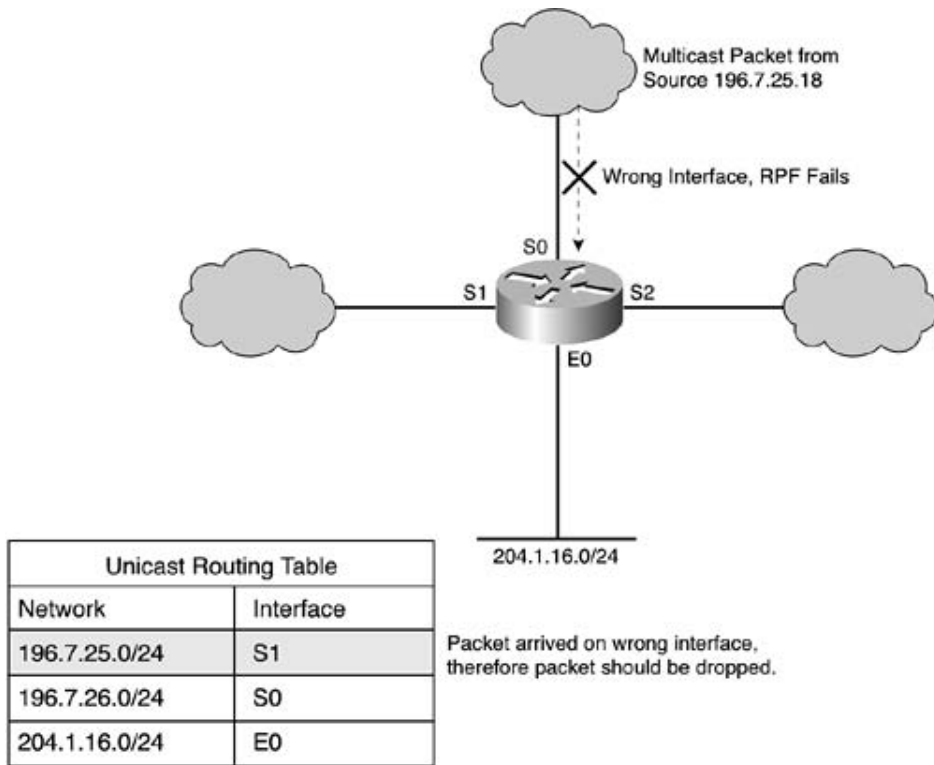 Multicast Packet from
Source 196.7.25.18
Wrong Interface, RPF Fails
S0
S1
S2
E0
204.1.16.0/24
Unicast Routing Table
Network Interface
196.7.25.0/24 S1
196.7.26.0/24 S0
204.1.16.0/24 E0
Packet arrived on wrong interface,
therefore packet should be dropped.